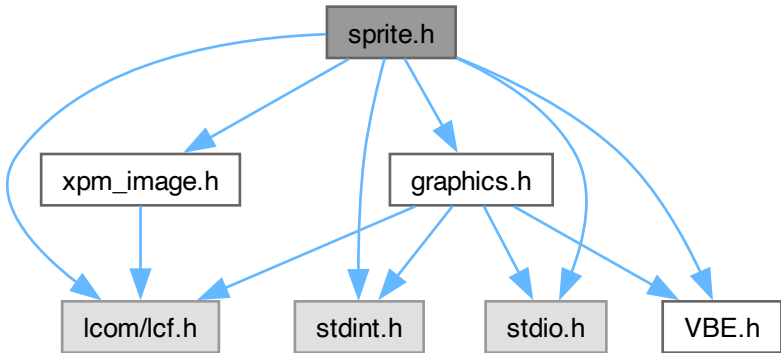 sprite.h
xpm_image.h
graphics.h
lcom/lcf.h
stdint.h
stdio.h
VBE.h